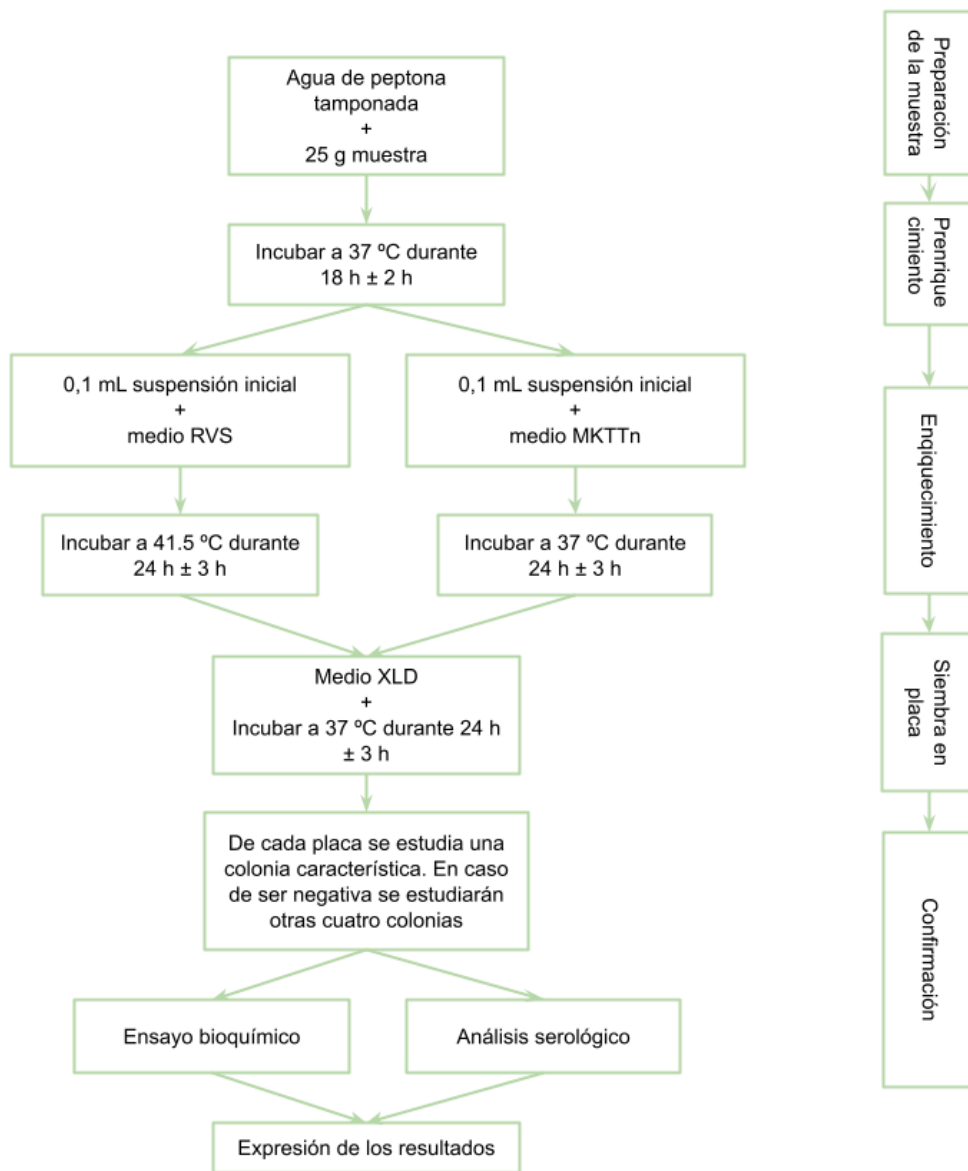 Agua de peptona
tamponada
+
25 g muestra
Incubar a 37 ºC durante
18 h ± 2 h
0,1 mL suspensión inicial
+
medio RVS
0,1 mL suspensión inicial
+
medio MKTTn
Incubar a 41.5 ºC durante
24 h ± 3 h
Incubar a 37 ºC durante
24 h ± 3 h
Medio XLD
+
Incubar a 37 ºC durante 24 h
± 3 h
De cada placa se estudia una
colonia característica. En caso
de ser negativa se estudiarán
otras cuatro colonias
Ensayo bioquímico
Análisis serológico
Expresión de los resultados
Preparación
de la muestra
Prenrique
cimiento
Enqiquecimiento
Siembra en
placa
Confirmación